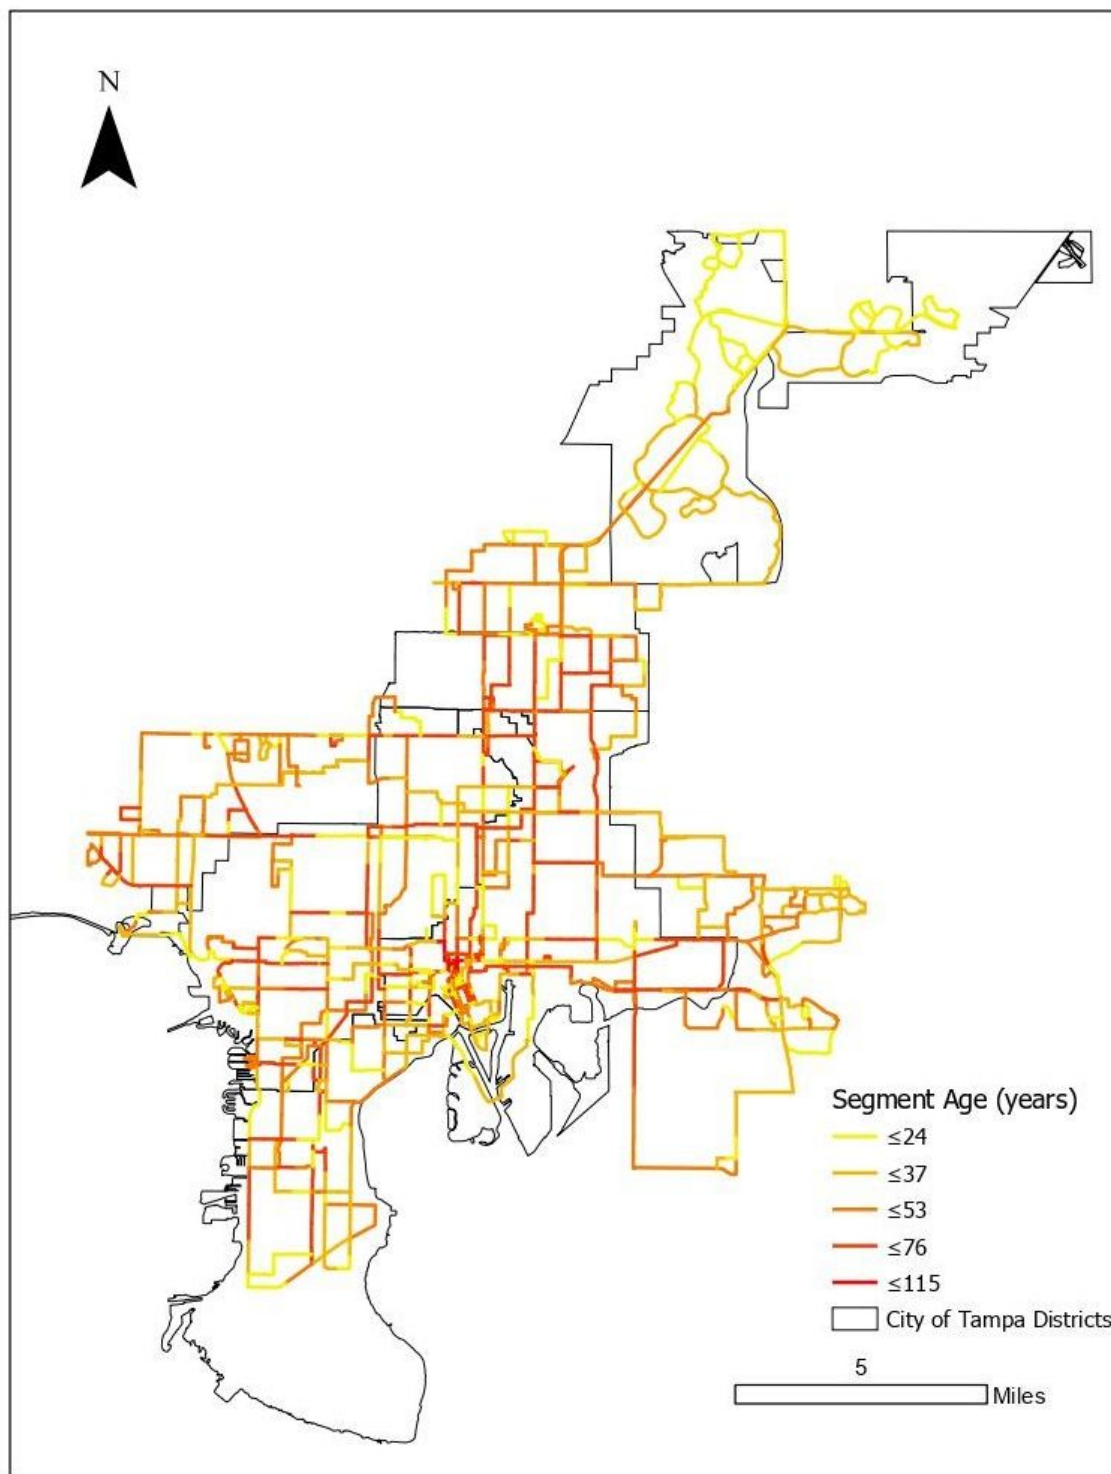 N
Segment Age (years)
≤24
≤37
≤53
≤76
≤115
City of Tampa Districts
5
Miles